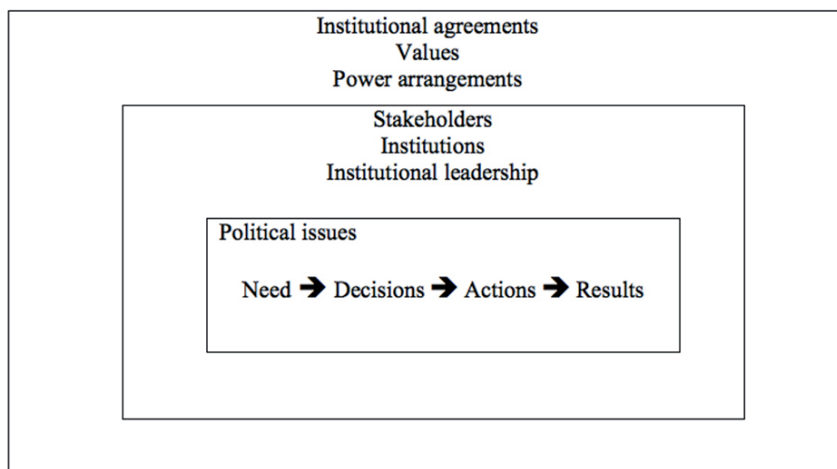 Institutional agreements
Values
Power arrangements
Stakeholders
Institutions
Institutional leadership
Political issues
Need ➔ Decisions ➔ Actions ➔ Results